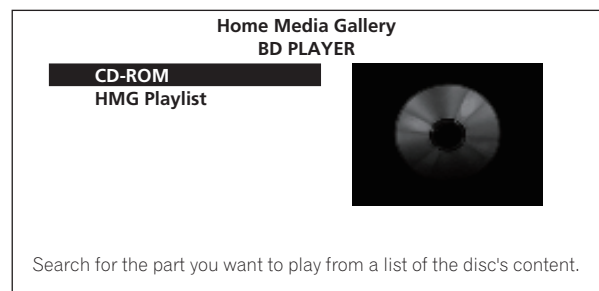 Home Media Gallery
BD PLAYER
CD-ROM
HMG Playlist
Search for the part you want to play from a list of the disc's content.